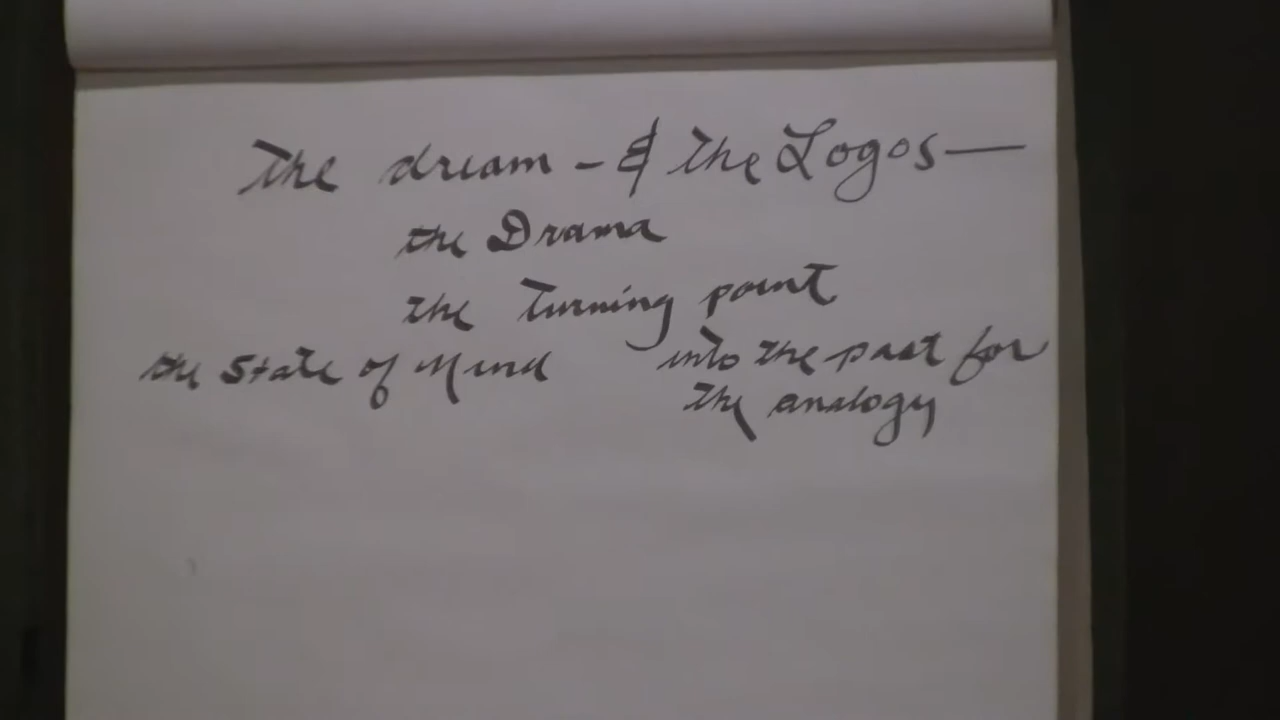 The dream - & The Logos —
the Drama
the Turning point
the State of Mind into the past for
the analogy